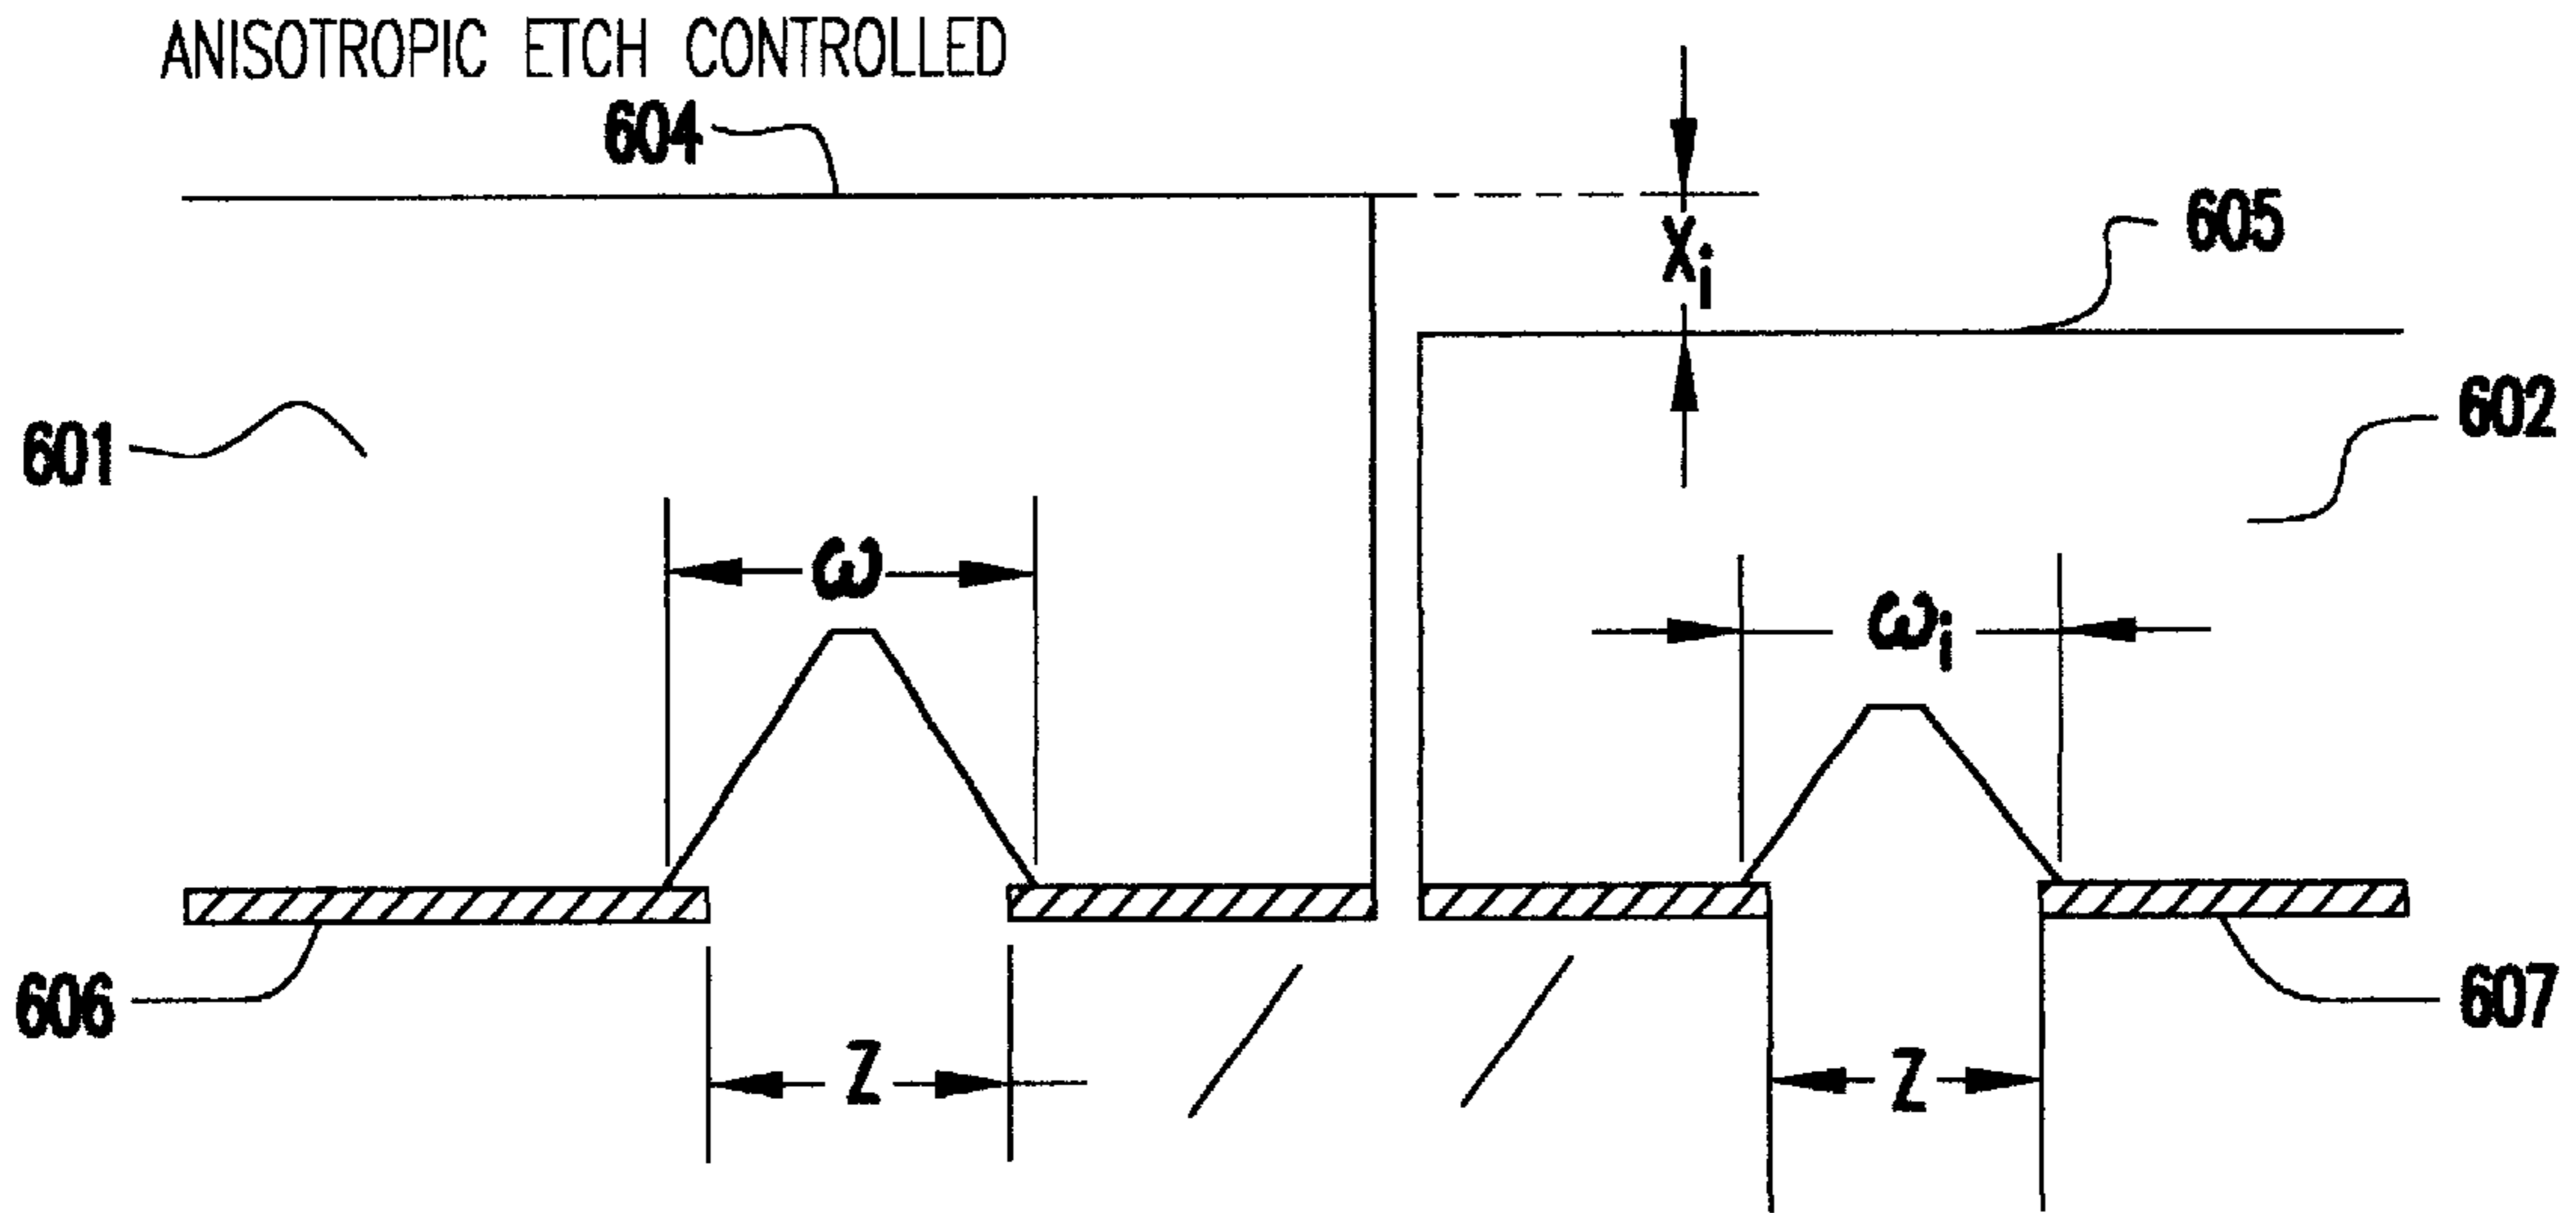 ANISOTROPIC ETCH CONTROLLED
604
Xi
605
601
602
ω
ωi
606
607
Z
Z